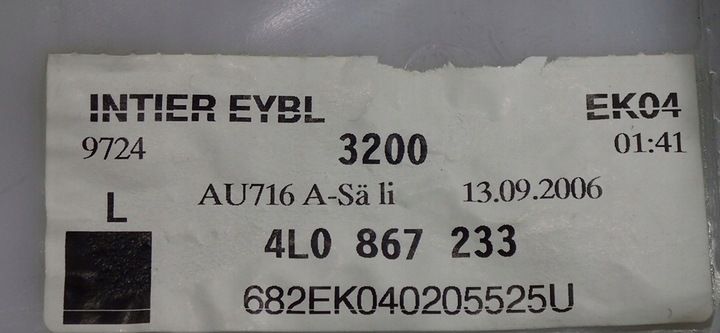 INTIER EYBL EK04
9724 3200 01:41
L AU716 A-Sä li 13.09.2006
4L0 867 233
682EK040205525U